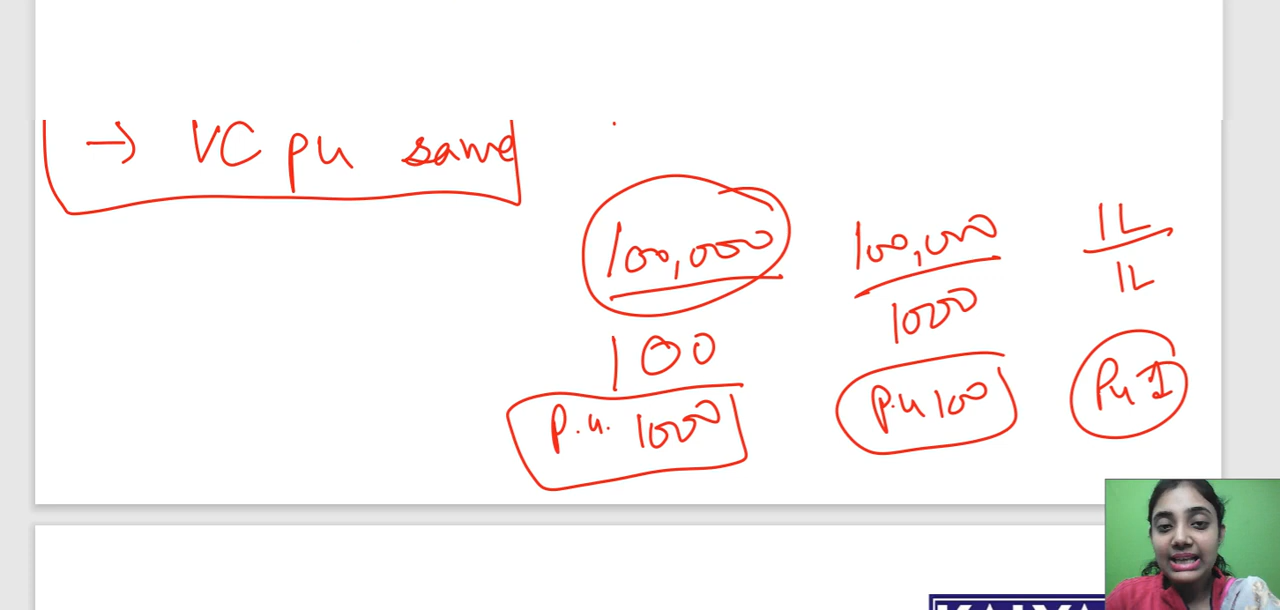 → VC pu same
100,000
100
p.u. 1000
100,000
1000
p.u 100
1L
1L
Pu 1